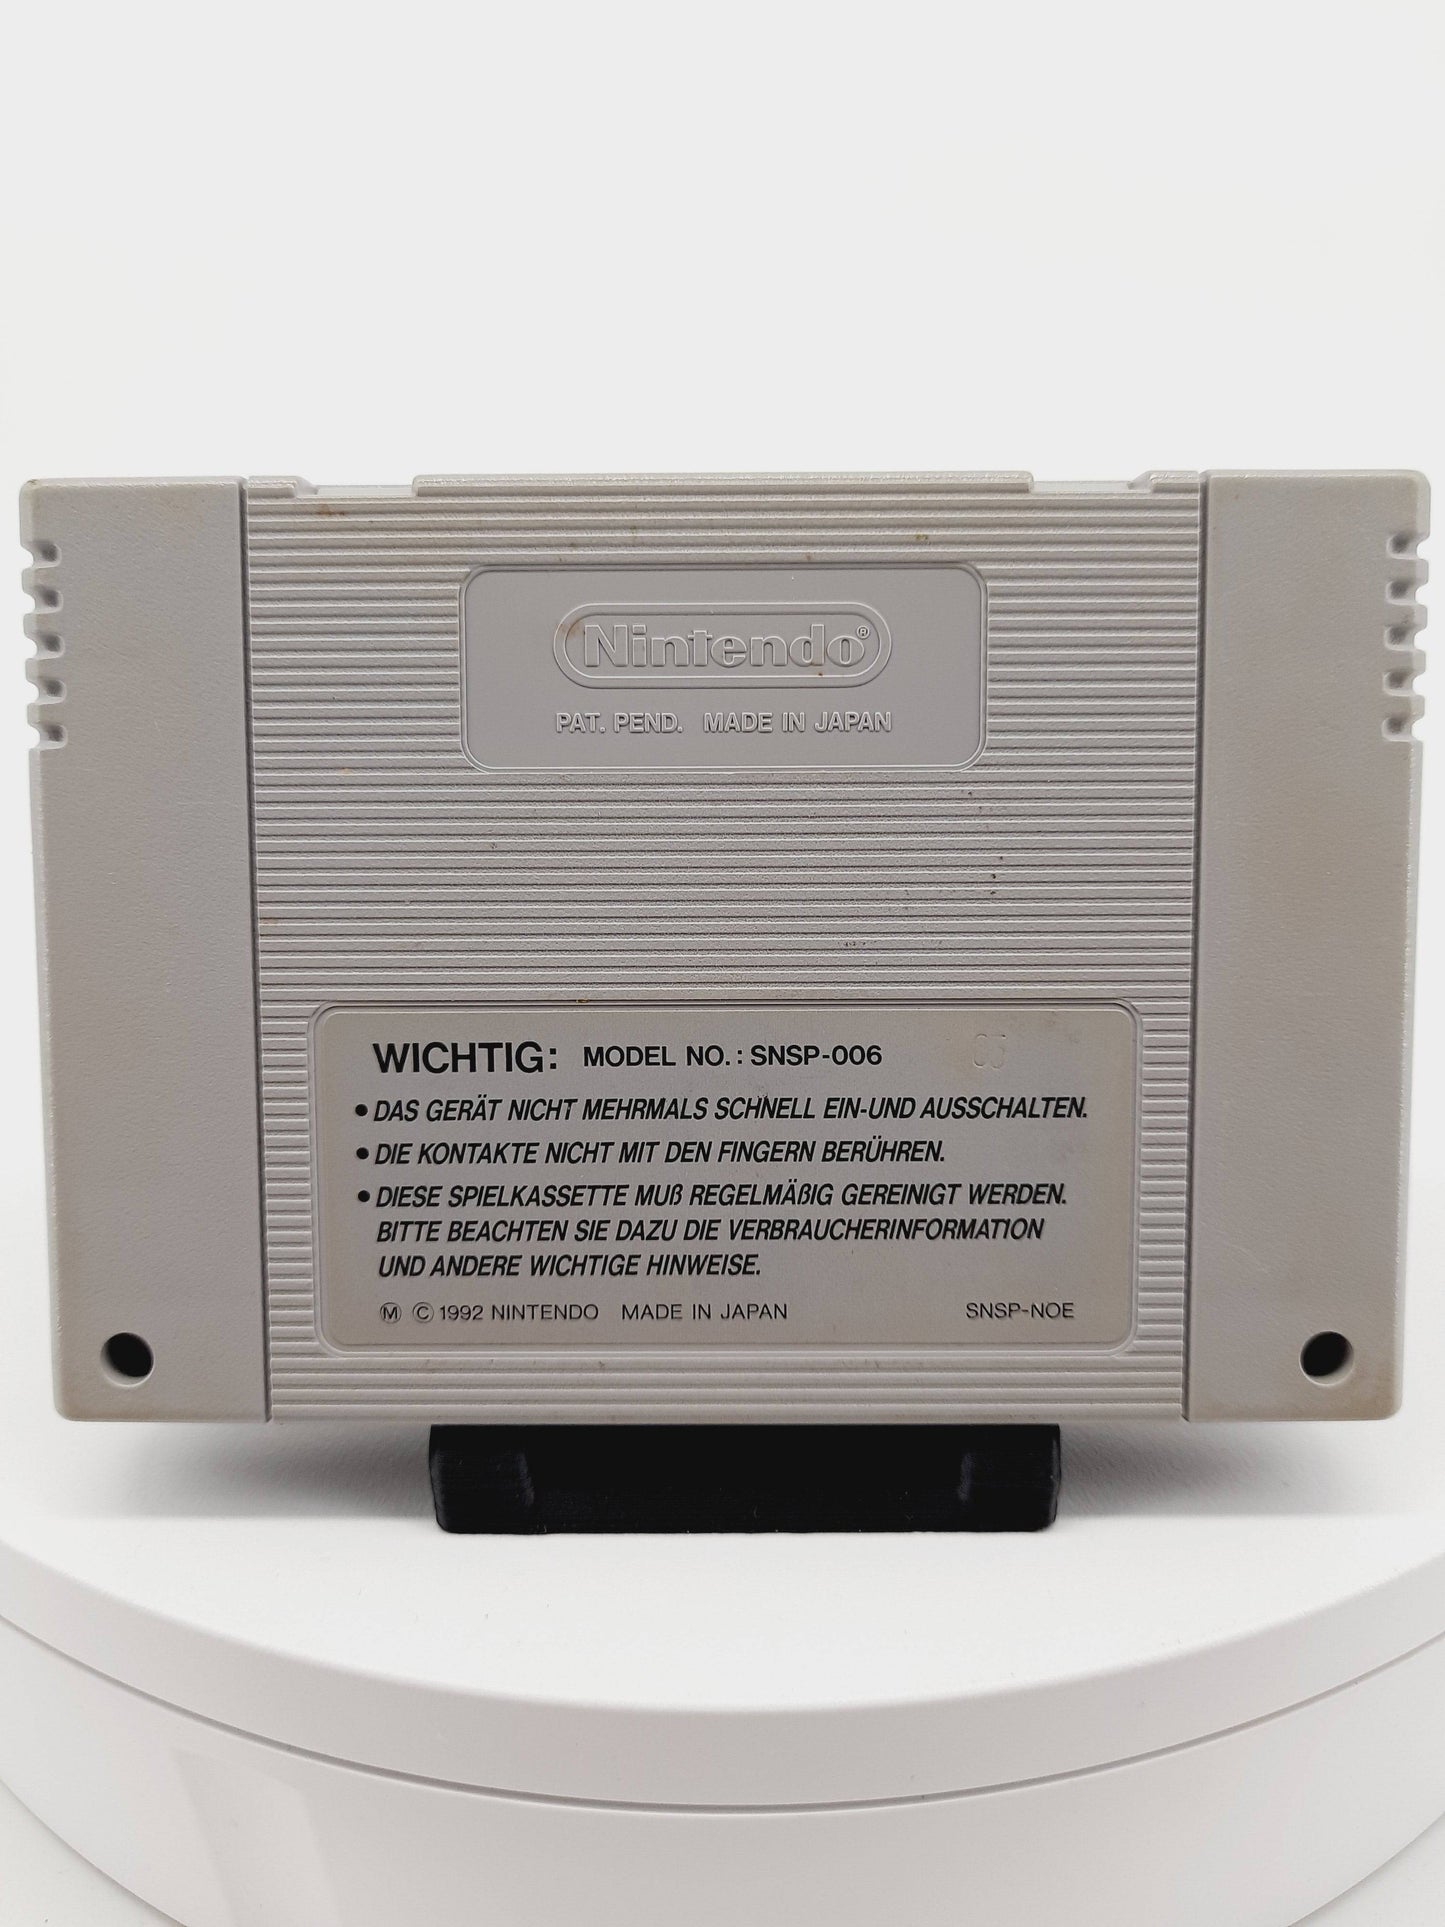 Nintendo®
PAT. PEND. MADE IN JAPAN
WICHTIG: MODEL NO.: SNSP-006
• DAS GERÄT NICHT MEHRMALS SCHNELL EIN-UND AUSSCHALTEN.
• DIE KONTAKTE NICHT MIT DEN FINGERN BERÜHREN.
• DIESE SPIELKASSETTE MUß REGELMÄßIG GEREINIGT WERDEN.
BITTE BEACHTEN SIE DAZU DIE VERBRAUCHERINFORMATION
UND ANDERE WICHTIGE HINWEISE.
Ⓜ © 1992 NINTENDO MADE IN JAPAN SNSP-NOE